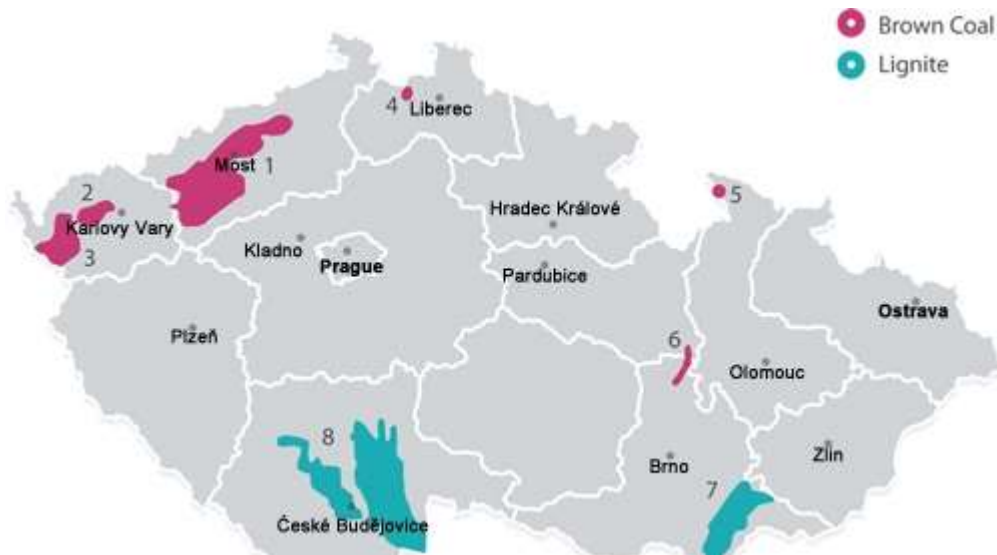 Brown Coal
Lignite
4
Liberec
Most 1
2
Karlovy Vary
3
5
Hradec Králové
Kladno
Prague
Pardubice
Ostrava
Plzeň
6
Olomouc
8
Brno
Zlín
7
České Budějovice